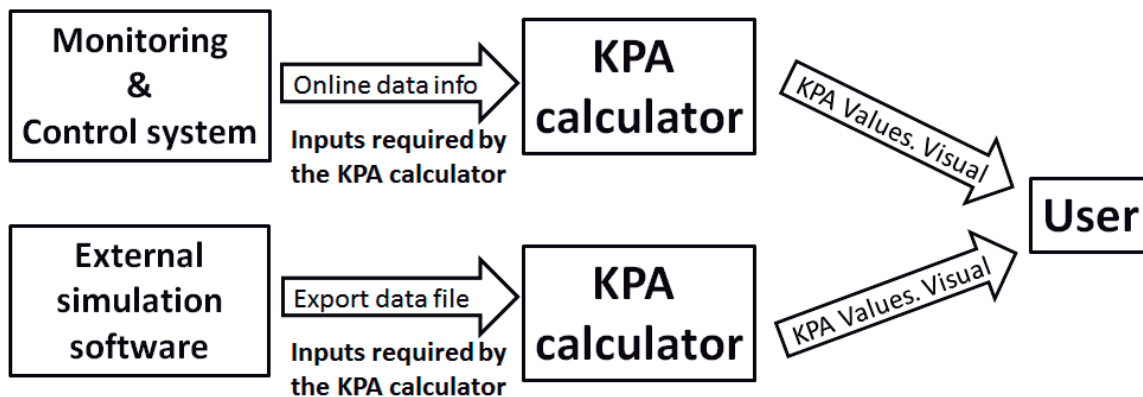 Monitoring
&
Control system
Online data info
Inputs required by
the KPA calculator
KPA
calculator
KPA Values. Visual
External
simulation
software
Export data file
Inputs required by
the KPA calculator
KPA
calculator
KPA Values. Visual
User